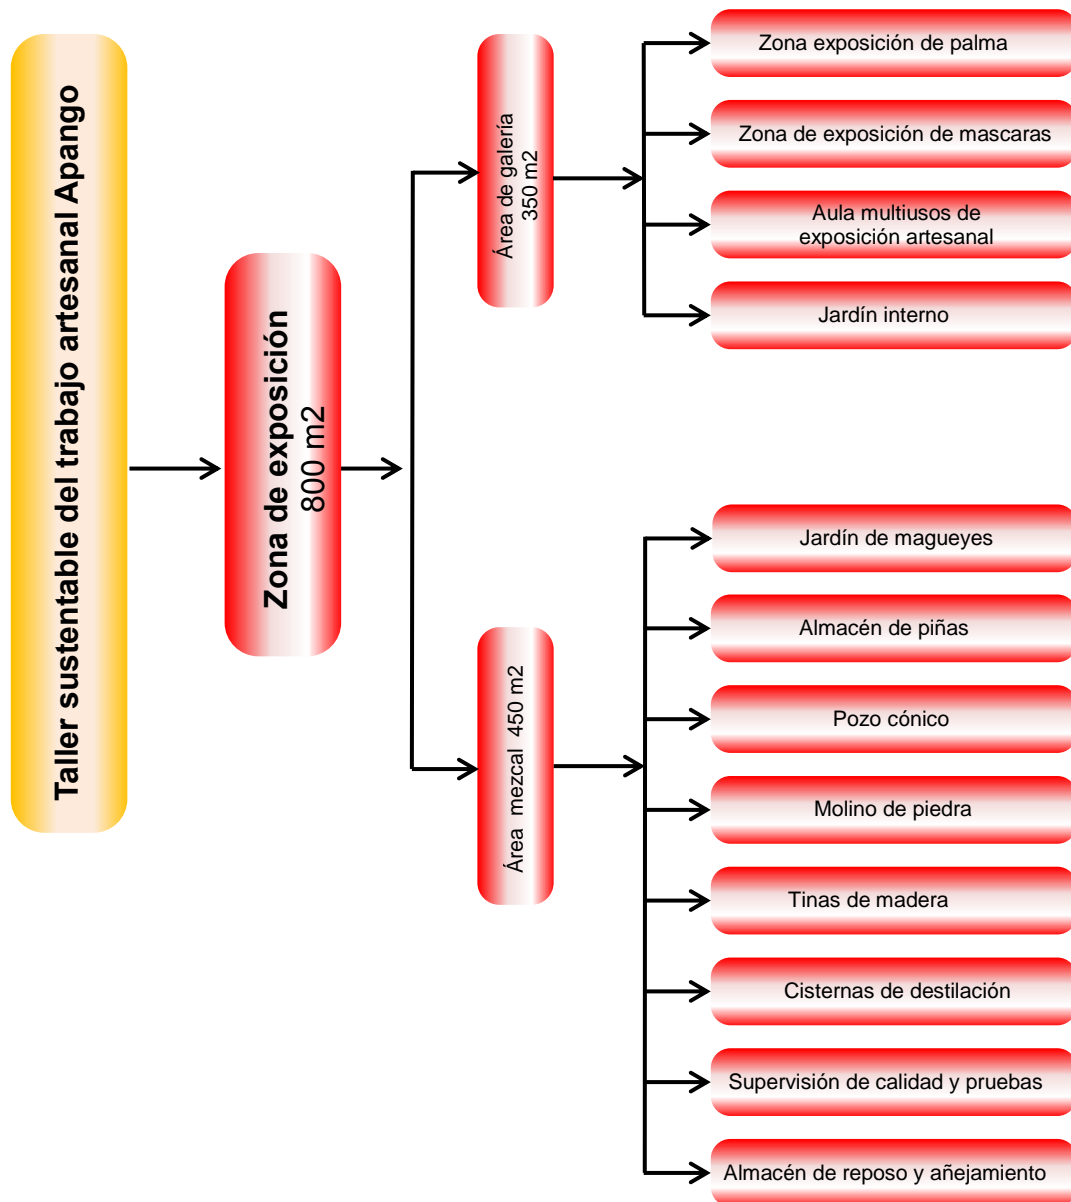 Taller sustentable del trabajo artesanal Apango
Zona de exposición
800 m2
Área de galería
350 m2
Zona exposición de palma
Zona de exposición de mascaras
Aula multiusos de
exposición artesanal
Jardín interno
Área mezcal 450 m2
Jardín de magueyes
Almacén de piñas
Pozo cónico
Molino de piedra
Tinas de madera
Cisternas de destilación
Supervisión de calidad y pruebas
Almacén de reposo y añejamiento